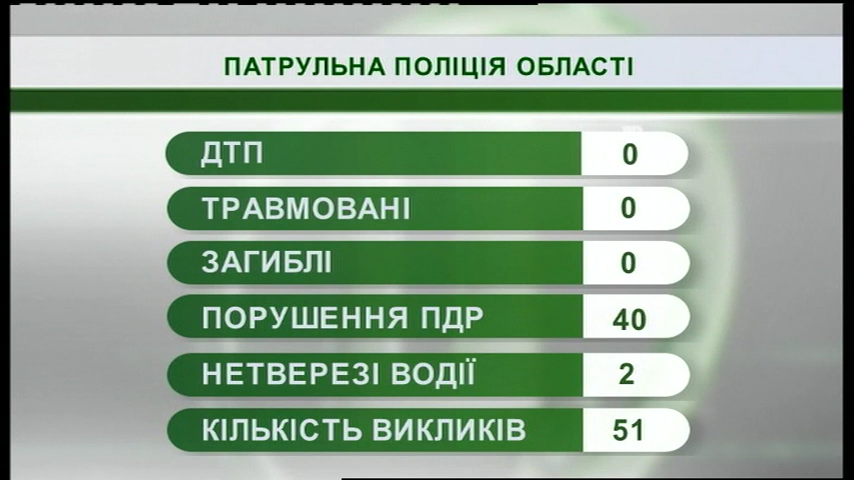 ПАТРУЛЬНА ПОЛІЦІЯ ОБЛАСТІ
ДТП 0
ТРАВМОВАНІ 0
ЗАГИБЛІ 0
ПОРУШЕННЯ ПДР 40
НЕТВЕРЕЗІ ВОДІЇ 2
КІЛЬКІСТЬ ВИКЛИКІВ 51